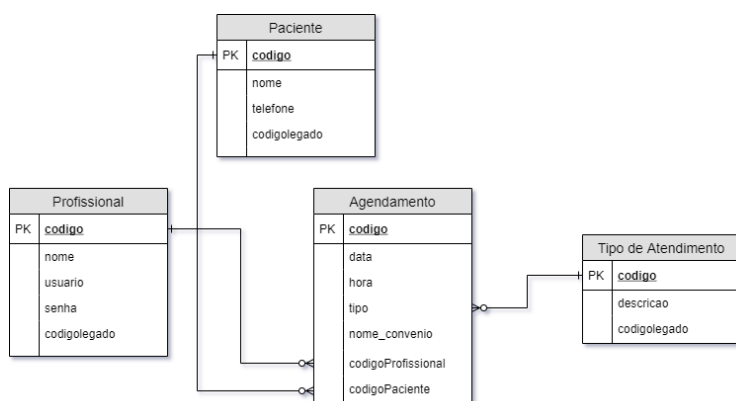 Paciente
PK codigo
nome
telefone
codigolegado
Profissional
PK codigo
nome
usuario
senha
codigolegado
Agendamento
PK codigo
data
hora
tipo
nome_convenio
codigoProfissional
codigoPaciente
Tipo de Atendimento
PK codigo
descricao
codigolegado